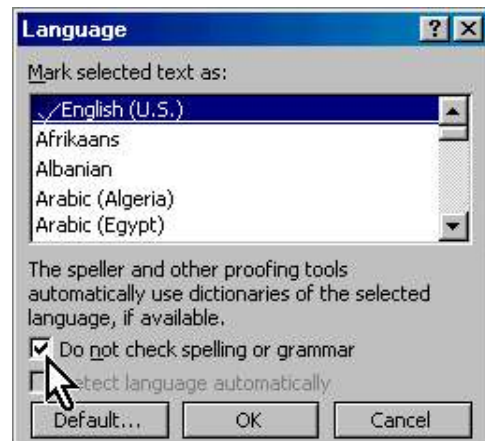 Language
Mark selected text as:
English (U.S.)
Afrikaans
Albanian
Arabic (Algeria)
Arabic (Egypt)
The speller and other proofing tools
automatically use dictionaries of the selected
language, if available.
Do not check spelling or grammar
Detect language automatically
Default...
OK
Cancel